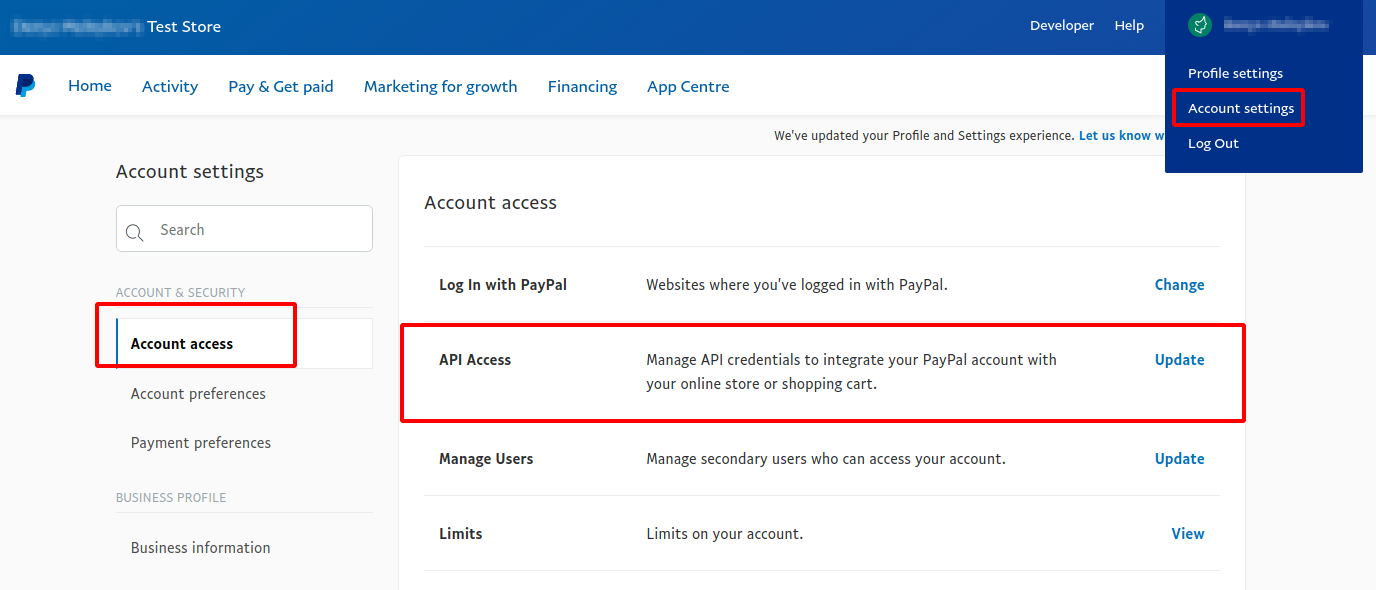 Test Store
Developer
Help
Profile settings
Account settings
Log Out
Home
Activity
Pay & Get paid
Marketing for growth
Financing
App Centre
We've updated your Profile and Settings experience. Let us know
Account settings
Search
ACCOUNT & SECURITY
Account access
Account preferences
Payment preferences
BUSINESS PROFILE
Business information
Account access
Log In with PayPal
Websites where you've logged in with PayPal.
Change
API Access
Manage API credentials to integrate your PayPal account with
your online store or shopping cart.
Update
Manage Users
Manage secondary users who can access your account.
Update
Limits
Limits on your account.
View